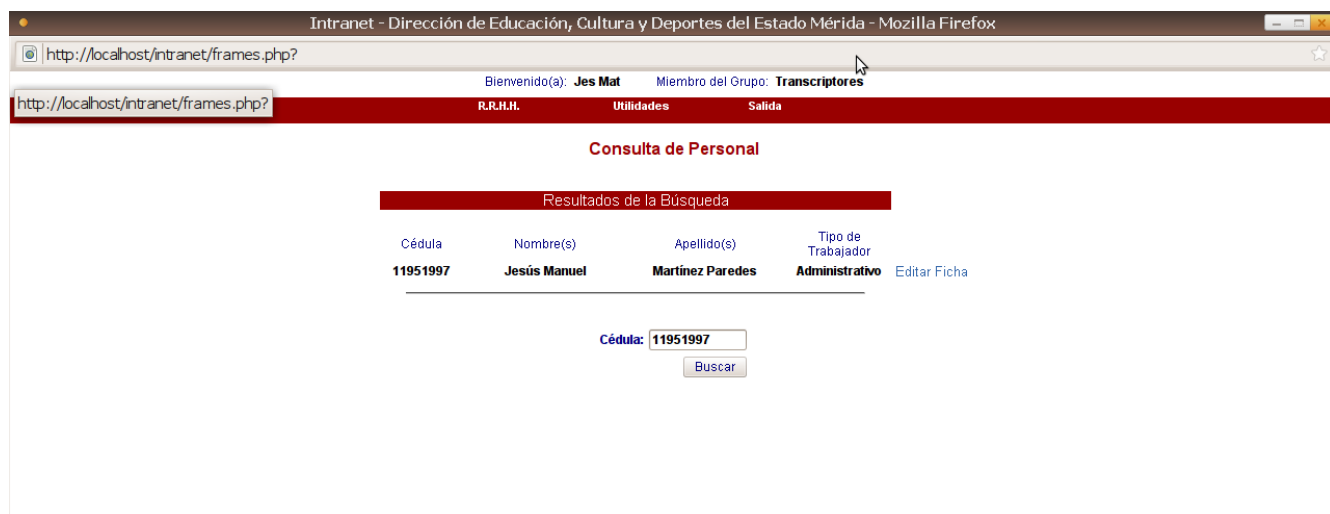 Intranet - Dirección de Educación, Cultura y Deportes del Estado Mérida - Mozilla Firefox
http://localhost/intranet/frames.php?
Bienvenido(a): Jes Mat Miembro del Grupo: Transcriptores
http://localhost/intranet/frames.php?
R.R.H.H. Utilidades Salida
Consulta de Personal
Resultados de la Búsqueda
Cédula Nombre(s) Apellido(s) Tipo de Trabajador
11951997 Jesús Manuel Martínez Paredes Administrativo Editar Ficha
Cédula: 11951997
Buscar